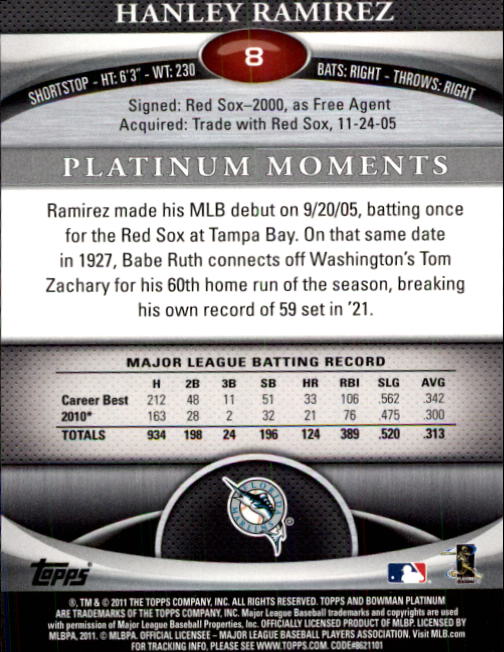 HANLEY RAMIREZ
8
SHORTSTOP - HT: 6'3" - WT: 230
BATS: RIGHT - THROWS: RIGHT
Signed: Red Sox–2000, as Free Agent
Acquired: Trade with Red Sox, 11-24-05
PLATINUM MOMENTS
Ramirez made his MLB debut on 9/20/05, batting once
for the Red Sox at Tampa Bay. On that same date
in 1927, Babe Ruth connects off Washington's Tom
Zachary for his 60th home run of the season, breaking
his own record of 59 set in '21.
MAJOR LEAGUE BATTING RECORD
H 2B 3B SB HR RBI SLG AVG
Career Best 212 48 11 51 33 106 .562 .342
2010* 163 28 2 32 21 76 .475 .300
TOTALS 934 198 24 196 124 389 .520 .313
FLORIDA
MARLINS
®
Topps
®, TM & © 2011 THE TOPPS COMPANY, INC. ALL RIGHTS RESERVED. TOPPS AND BOWMAN PLATINUM
ARE TRADEMARKS OF THE TOPPS COMPANY, INC. Major League Baseball trademarks and copyrights are used
with permission of Major League Baseball Properties, Inc. OFFICIALLY LICENSED PRODUCT OF MLBP. LICENSED BY
MLBPA, 2011. © MLBPA. OFFICIAL LICENSEE – MAJOR LEAGUE BASEBALL PLAYERS ASSOCIATION. Visit MLB.com
FOR TRACKING INFO, PLEASE SEE WWW.TOPPS.COM. CODE#8621101